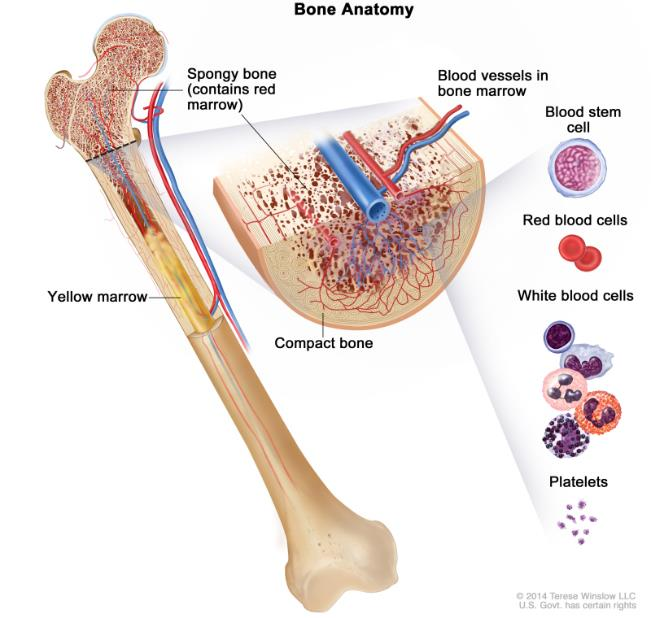 Bone Anatomy
Spongy bone
(contains red
marrow)
Blood vessels in
bone marrow
Blood stem
cell
Red blood cells
White blood cells
Yellow marrow
Compact bone
Platelets
© 2014 Terese Winslow LLC
U.S. Govt. has certain rights